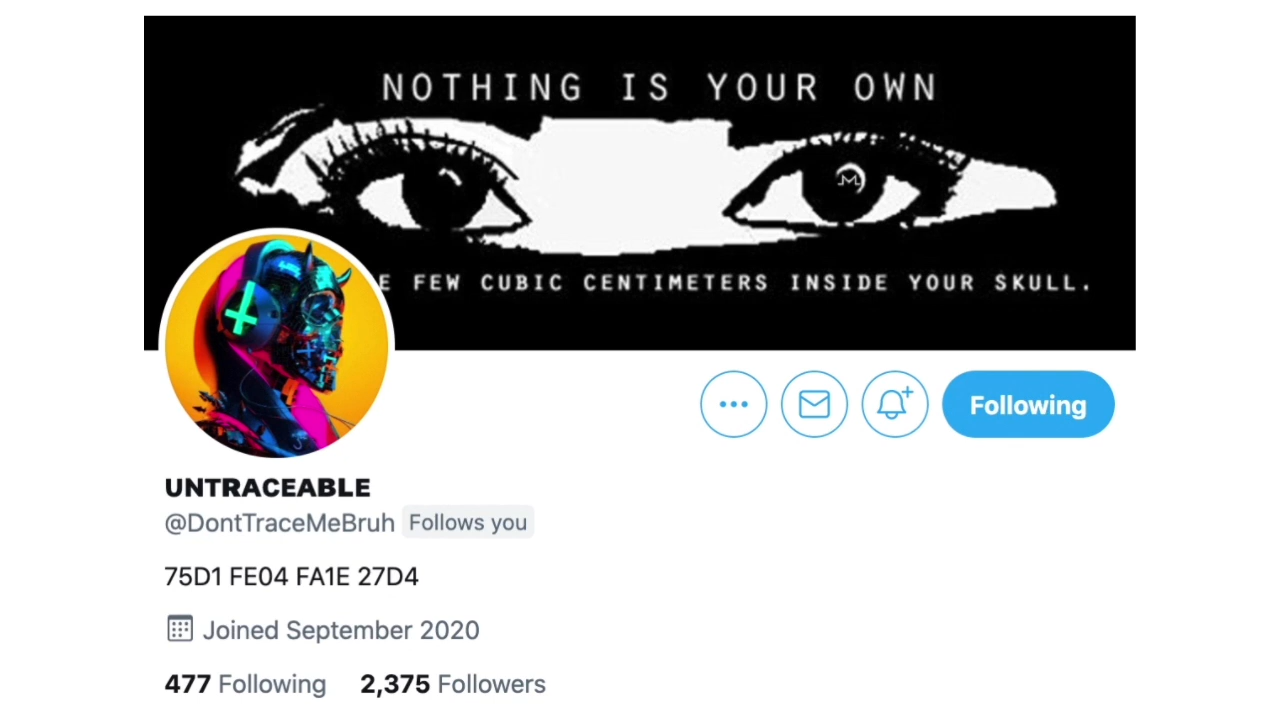 NOTHING IS YOUR OWN
FEW CUBIC CENTIMETERS INSIDE YOUR SKULL.
Following
UNTRACEABLE
@DontTraceMeBruh Follows you
75D1 FE04 FA1E 27D4
Joined September 2020
477 Following 2,375 Followers